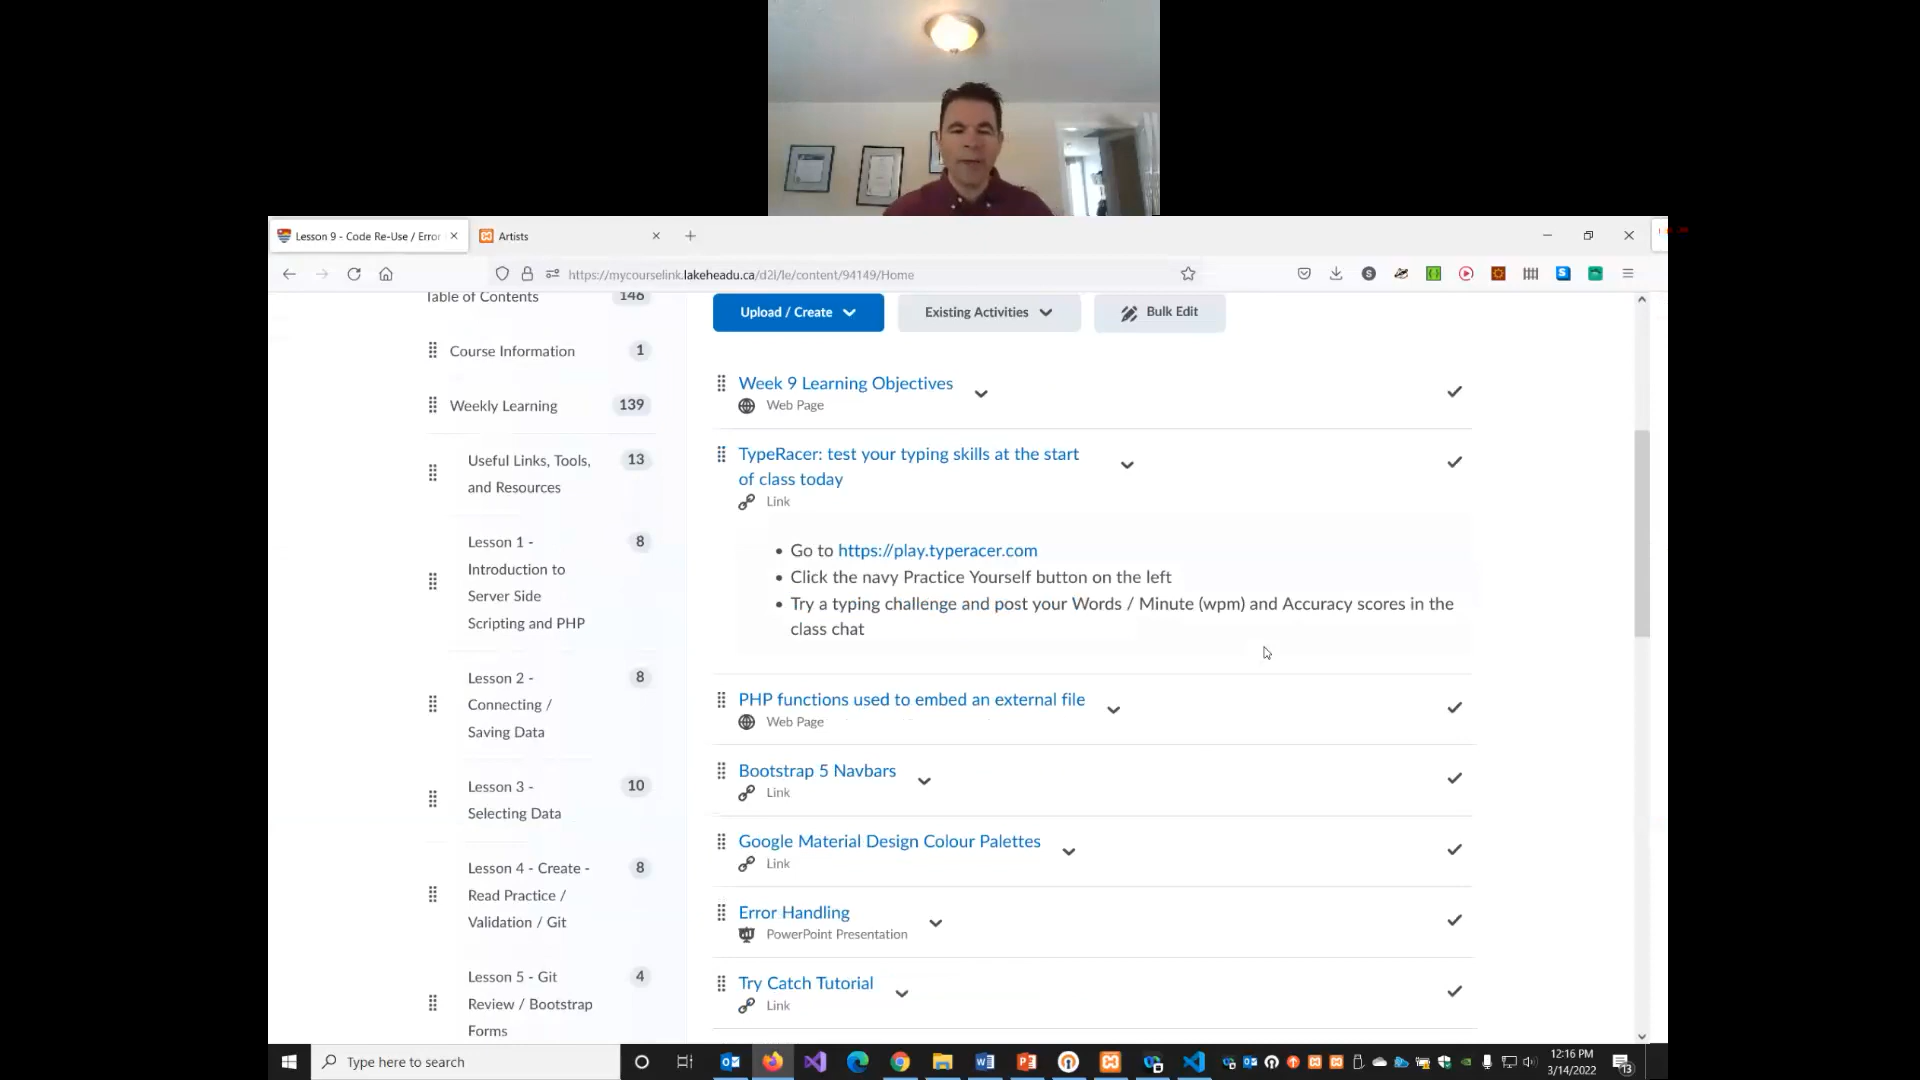 Lesson 9 - Code Re-Use / Error
Artists
https://mycourselink.lakeheadu.ca/d2l/le/content/94149/Home
Table of Contents
146
Course Information
1
Weekly Learning
139
Useful Links, Tools,
and Resources
13
Lesson 1 -
Introduction to
Server Side
Scripting and PHP
8
Lesson 2 -
Connecting /
Saving Data
8
Lesson 3 -
Selecting Data
10
Lesson 4 - Create -
Read Practice /
Validation / Git
8
Lesson 5 - Git
Review / Bootstrap
Forms
4
Upload / Create
Existing Activities
Bulk Edit
Week 9 Learning Objectives
Web Page
TypeRacer: test your typing skills at the start
of class today
Link
• Go to https://play.typeracer.com
• Click the navy Practice Yourself button on the left
• Try a typing challenge and post your Words / Minute (wpm) and Accuracy scores in the
class chat
PHP functions used to embed an external file
Web Page
Bootstrap 5 Navbars
Link
Google Material Design Colour Palettes
Link
Error Handling
PowerPoint Presentation
Try Catch Tutorial
Link
Type here to search
12:16 PM
3/14/2022
13